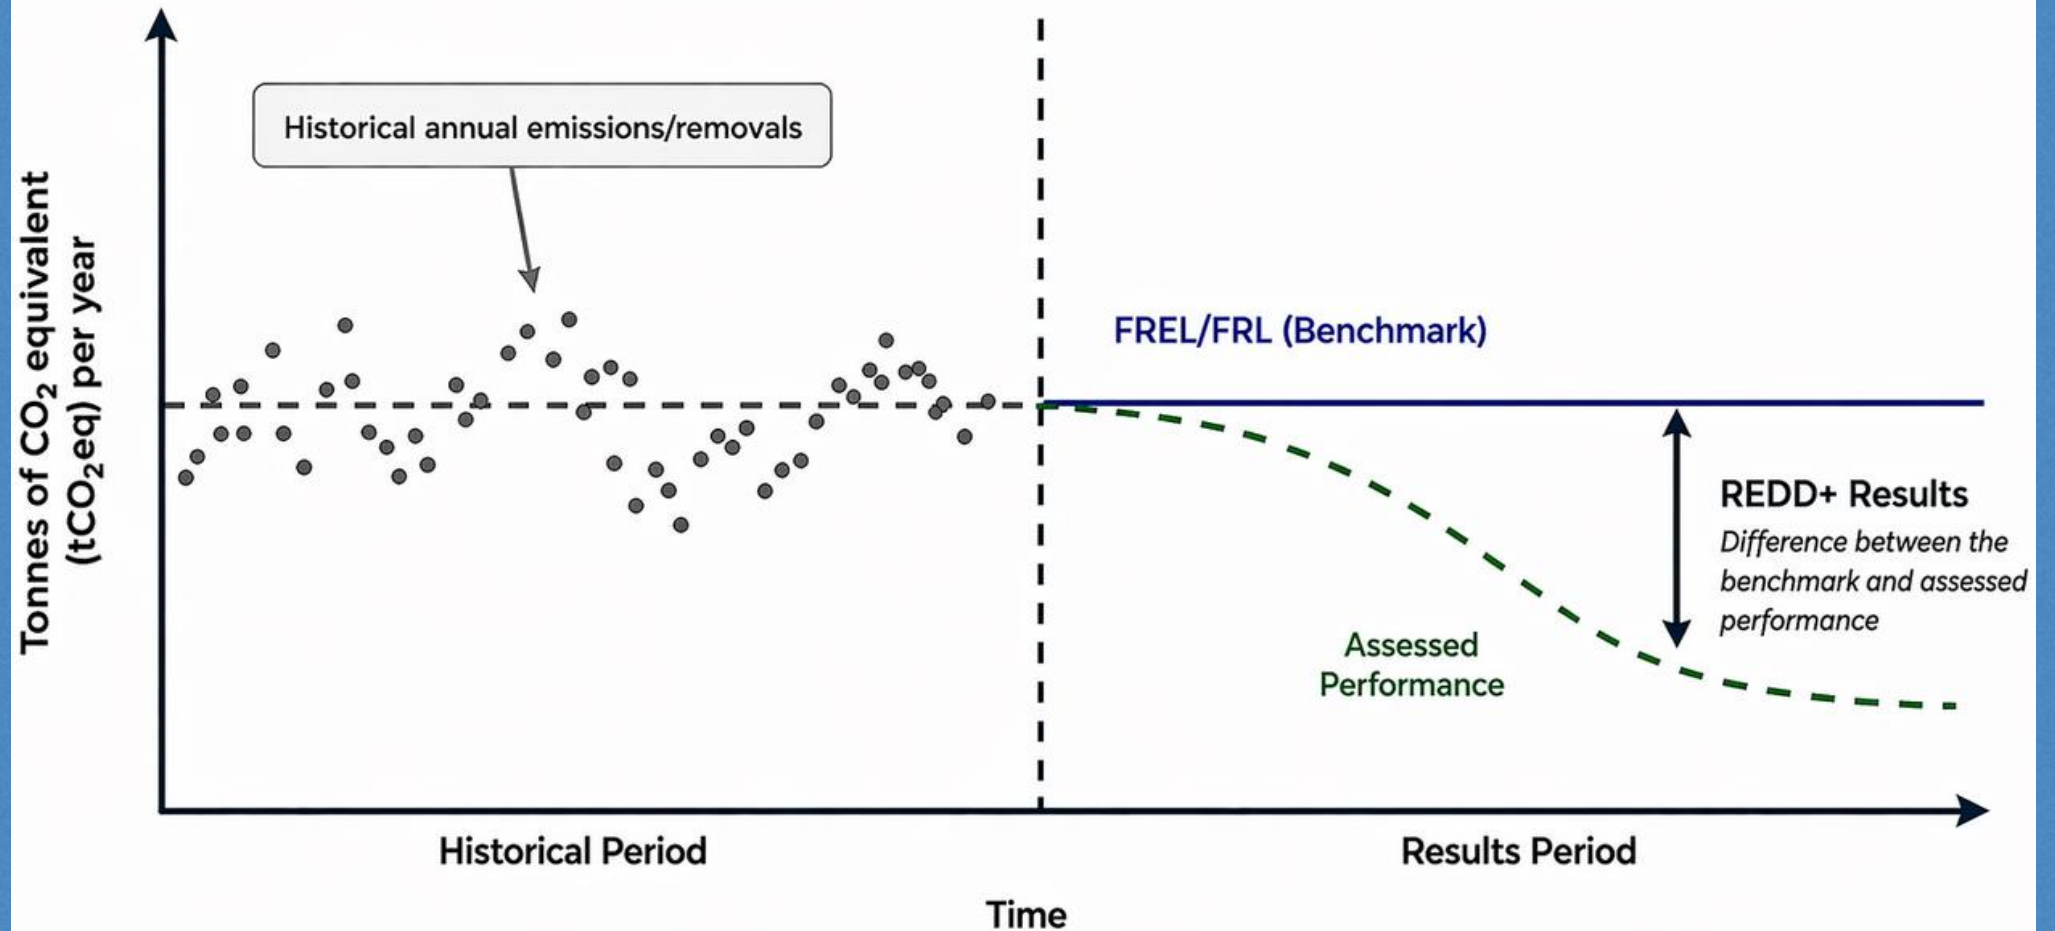 Tonnes of CO₂ equivalent
(tCO₂eq) per year
Historical annual emissions/removals
FREL/FRL (Benchmark)
REDD+ Results
Difference between the
benchmark and assessed
performance
Assessed
Performance
Historical Period
Results Period
Time